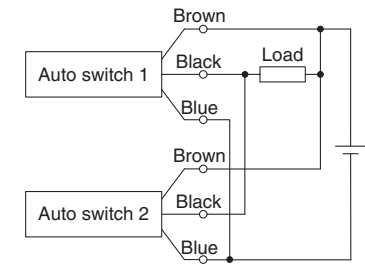 Brown
Auto switch 1
Black
Load
Blue
Brown
Auto switch 2
Black
Blue